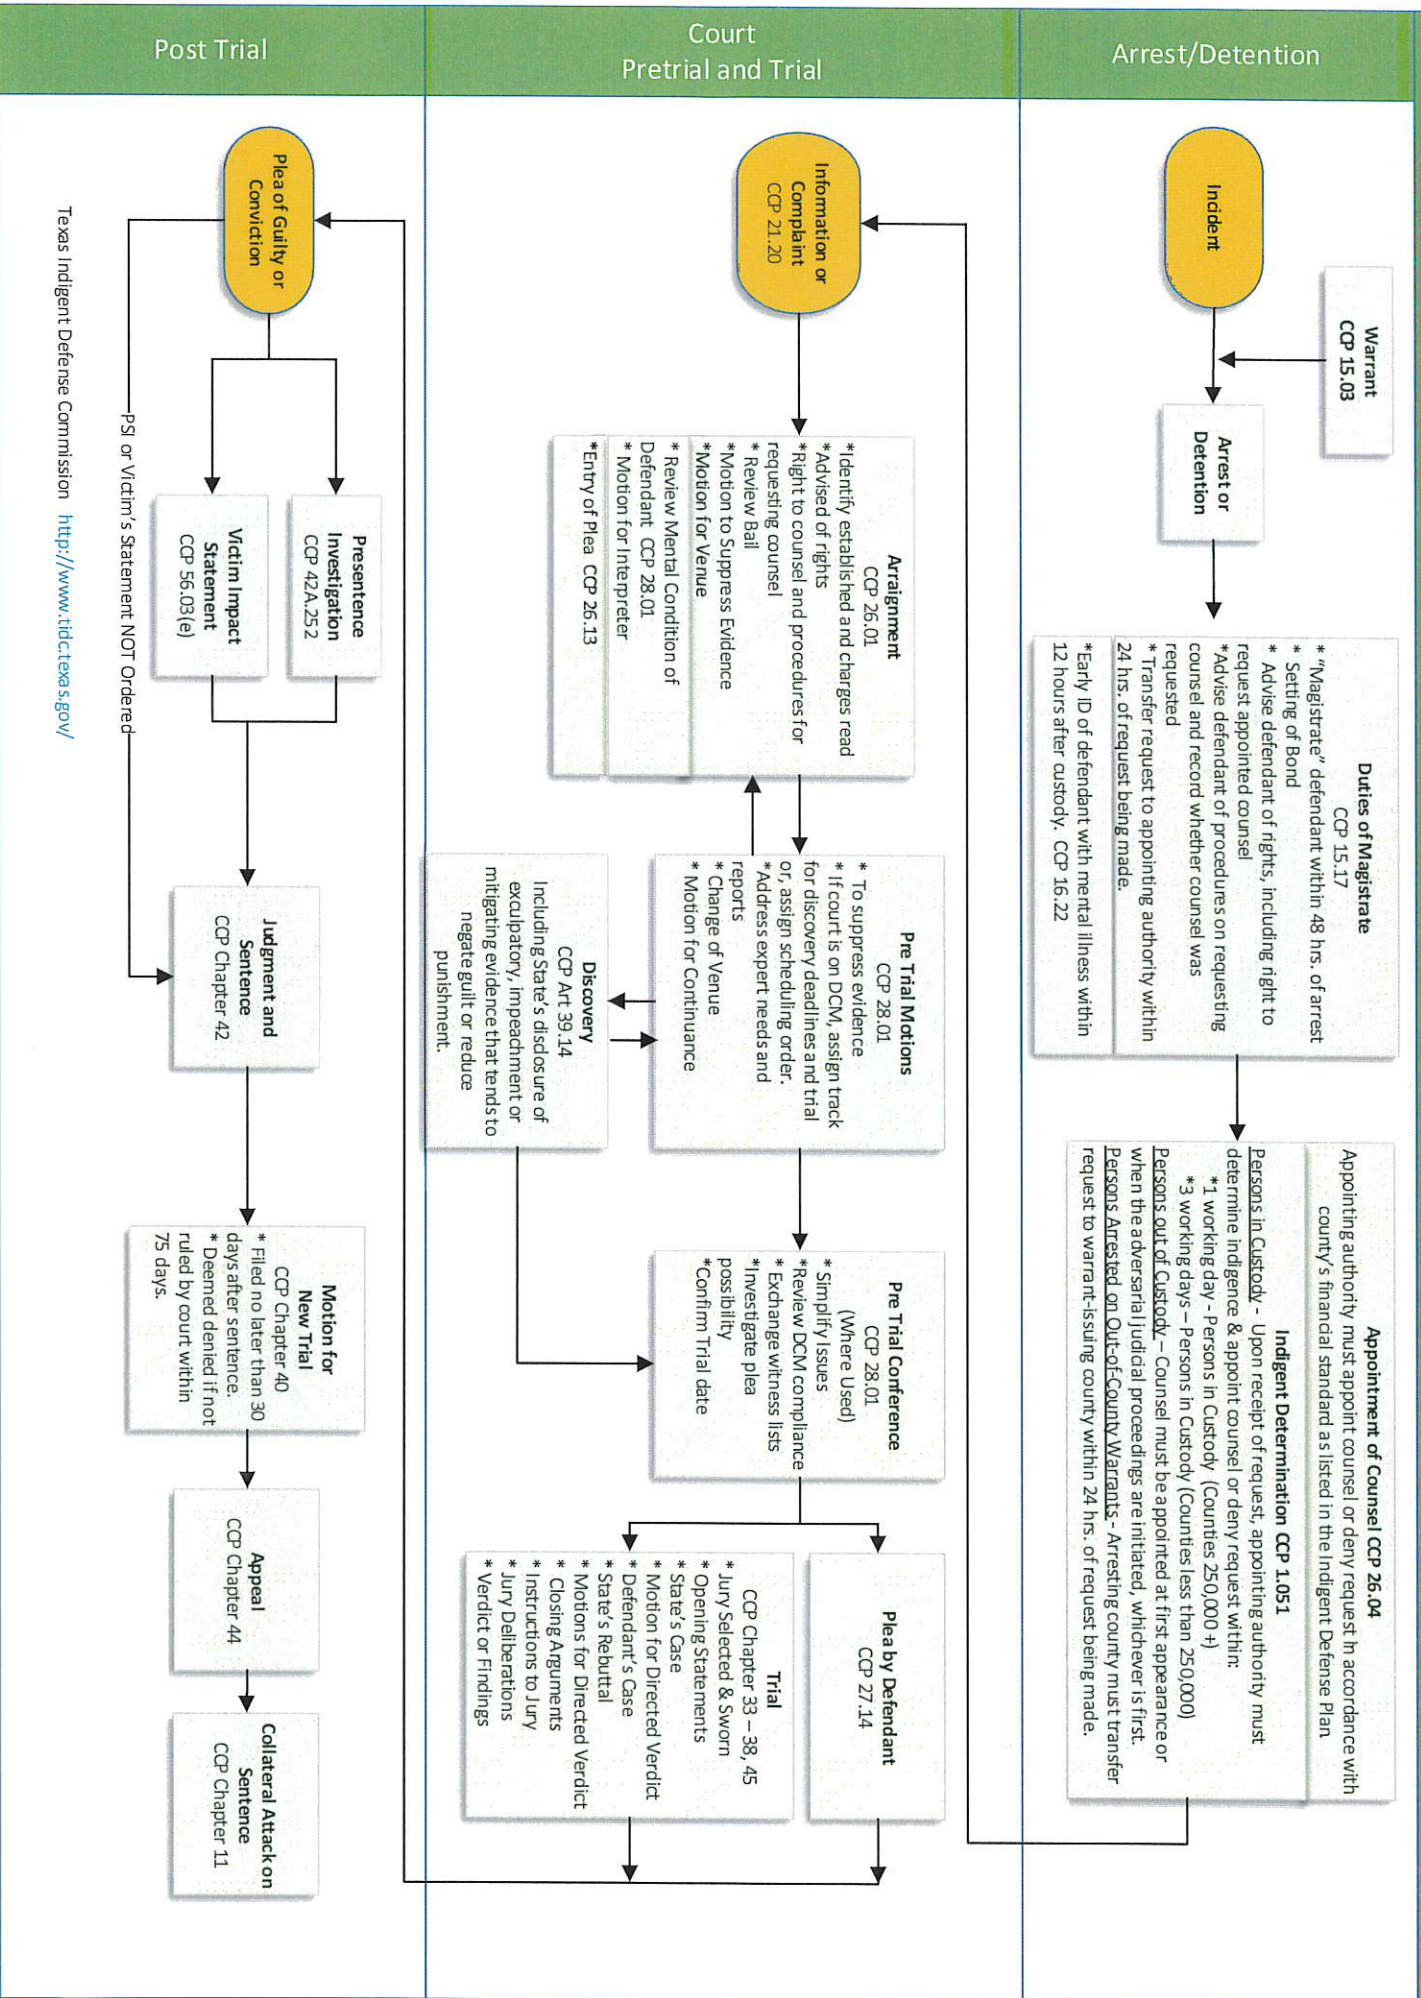 Arrest/Detention
Incident
Warrant
CCP 15.03
Arrest or
Detention
Duties of Magistrate
CCP 15.17
* "Magistrate" defendant within 48 hrs. of arrest
* Setting of Bond
* Advise defendant of rights, including right to
request appointed counsel
*Advise defendant of procedures on requesting
counsel and record whether counsel was
requested
* Transfer request to appointing authority within
24 hrs. of request being made.
*Early ID of defendant with mental illness within
12 hours after custody. CCP 16.22
Appointment of Counsel CCP 26.04
Appointing authority must appoint counsel or deny request in accordance with
county's financial standard as listed in the Indigent Defense Plan
Indigent Determination CCP 1.051
Persons in Custody - Upon receipt of request, appointing authority must
determine indigence & appoint counsel or deny request within:
*1 working day - Persons in Custody (Counties 250,000+)
*3 working days – Persons in Custody (Counties less than 250,000)
Persons out of Custody – Counsel must be appointed at first appearance or
when the adversarial judicial proceedings are initiated, whichever is first.
Persons Arrested on Out-of-County Warrants - Arresting county must transfer
request to warrant-issuing county within 24 hrs. of request being made.
Court
Pretrial and Trial
Information or
Complaint
CCP 21.20
Arraignment
CCP 26.01
*Identify established and charges read
*Advised of rights
*Right to counsel and procedures for
requesting counsel
* Review Bail
*Motion to Suppress Evidence
*Motion for Venue
* Review Mental Condition of
Defendant CCP 28.01
* Motion for Interpreter
*Entry of Plea CCP 26.13
Pre Trial Motions
CCP 28.01
* To suppress evidence
* If court is on DCM, assign track
for discovery deadlines and trial
or, assign scheduling order.
*Address expert needs and
reports
* Change of Venue
* Motion for Continuance
Discovery
CCP Art 39.14
Including State's disclosure of
exculpatory, impeachment or
mitigating evidence that tends to
negate guilt or reduce
punishment.
Pre Trial Conference
CCP 28.01
(Where Used)
* Simplify Issues
*Review DCM compliance
* Exchange witness lists
*Investigate plea
possibility
*Confirm Trial date
Plea by Defendant
CCP 27.14
Trial
CCP Chapter 33 – 38, 45
* Jury Selected & Sworn
* Opening Statements
* State's Case
* Motion for Directed Verdict
* Defendant's Case
* State's Rebuttal
* Motions for Directed Verdict
* Closing Arguments
* Instructions to Jury
* Jury Deliberations
* Verdict or Findings
Post Trial
Plea of Guilty or
Conviction
Presentence
Investigation
CCP 42A.252
Victim Impact
Statement
CCP 56.03(e)
PSI or Victim's Statement NOT Ordered
Judgment and
Sentence
CCP Chapter 42
Motion for
New Trial
CCP Chapter 40
* Filed no later than 30
days after sentence.
* Deemed denied if not
ruled by court within
75 days.
Appeal
CCP Chapter 44
Collateral Attack on
Sentence
CCP Chapter 11
Texas Indigent Defense Commission http://www.tidc.texas.gov/